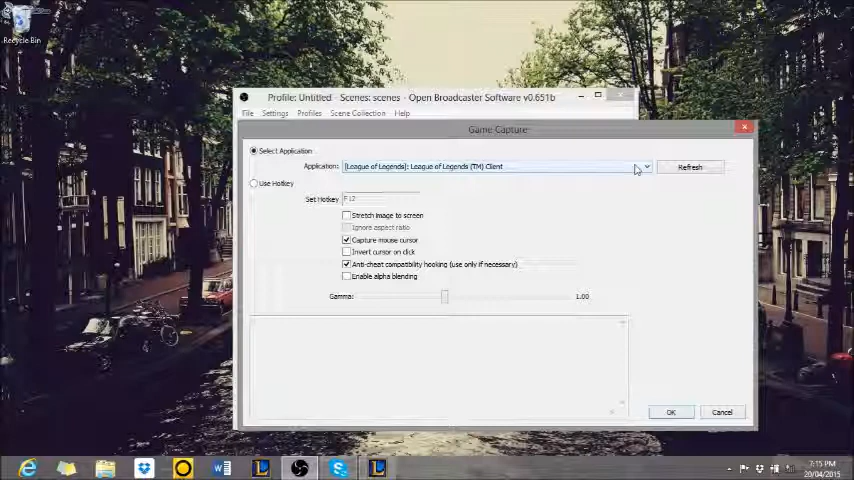 Recycle Bin
Profile: Untitled - Scenes: scenes - Open Broadcaster Software v0.651b
File Settings Profiles Scene Collection Help
Game Capture
Select Application
Application: [League of Legends]: League of Legends (TM) Client Refresh
Use Hotkey
Set Hotkey F12
Stretch image to screen
Ignore aspect ratio
Capture mouse cursor
Invert cursor on click
Anti-cheat compatibility hooking (use only if necessary)
Enable alpha blending
Gamma: 1.00
OK Cancel
7:15 PM
20/04/2015